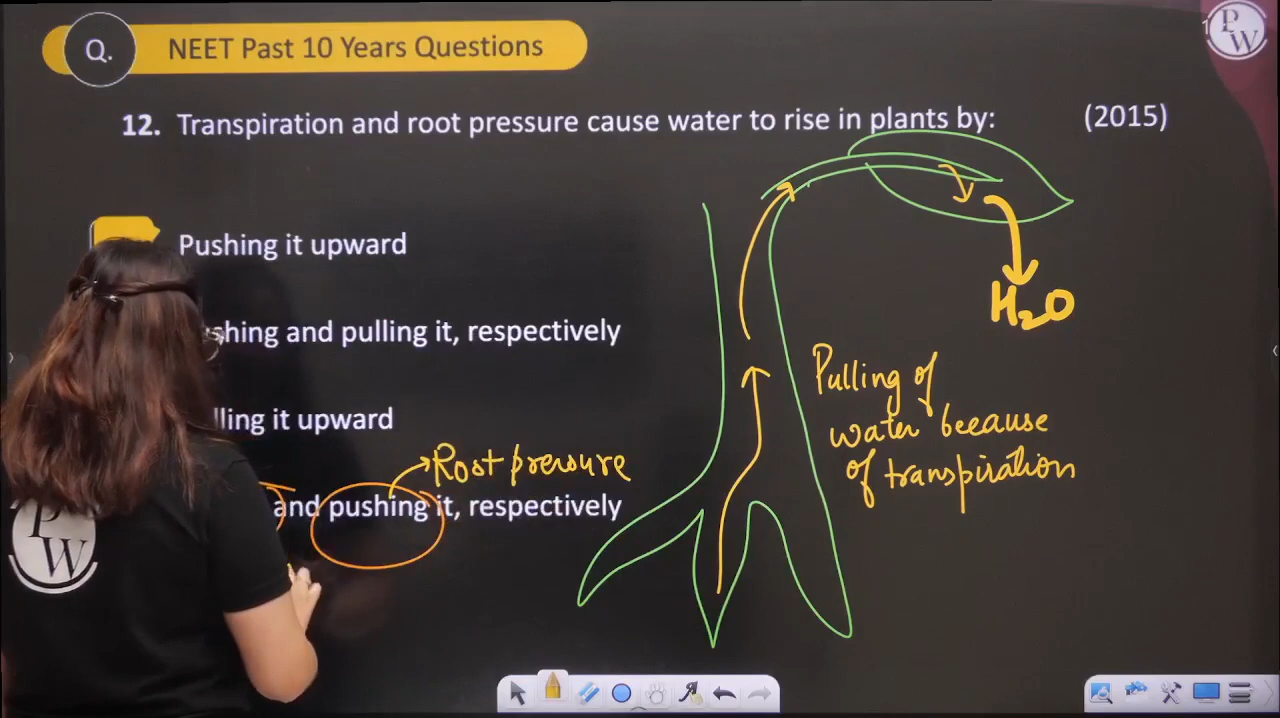 Q.
NEET Past 10 Years Questions
PW
12. Transpiration and root pressure cause water to rise in plants by: (2015)
Pushing it upward
shing and pulling it, respectively
lling it upward
and pushing it, respectively
Root pressure
H₂O
Pulling of
water beeause
of transpiration
PW